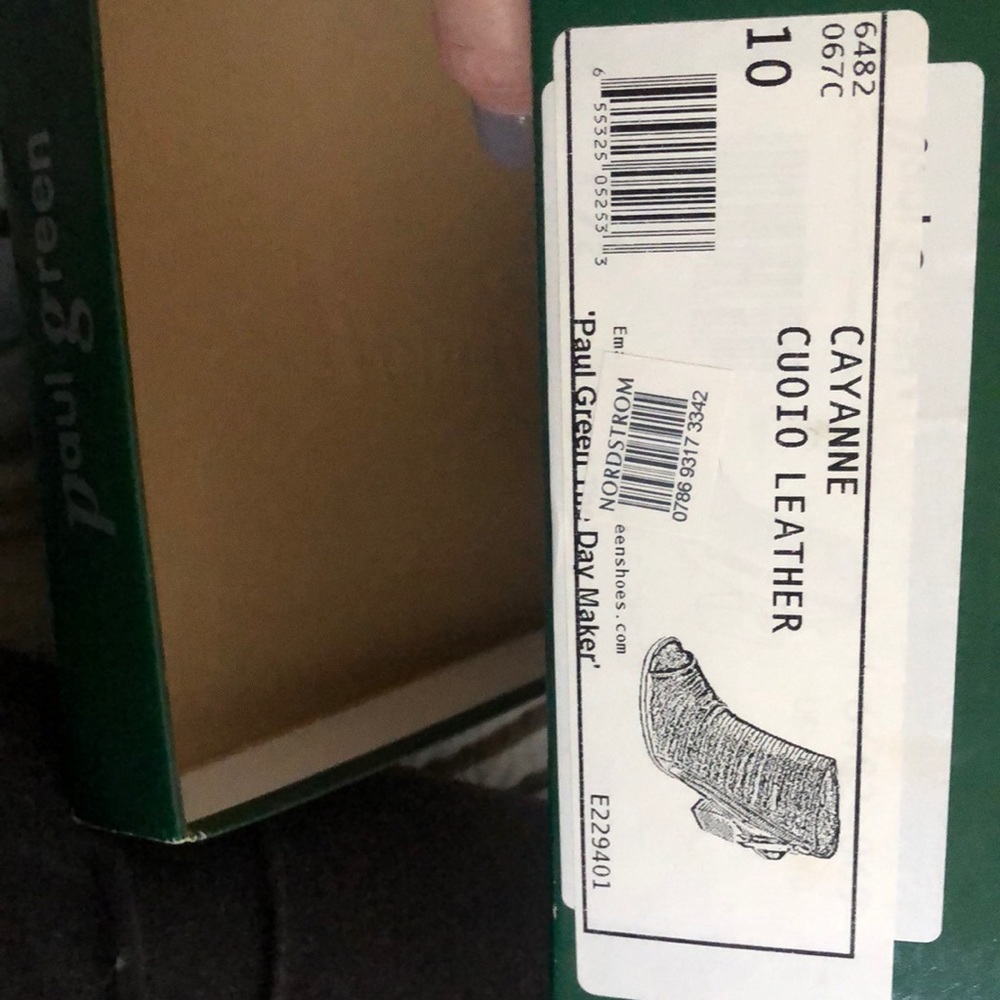 paul green
6482
067C
10
CAYANNE
CUOIO LEATHER
6 55325 05253 3
NORDSTROM
0786 9317 3342
eenshoes.com
'Paul Green Day Maker'
E229401